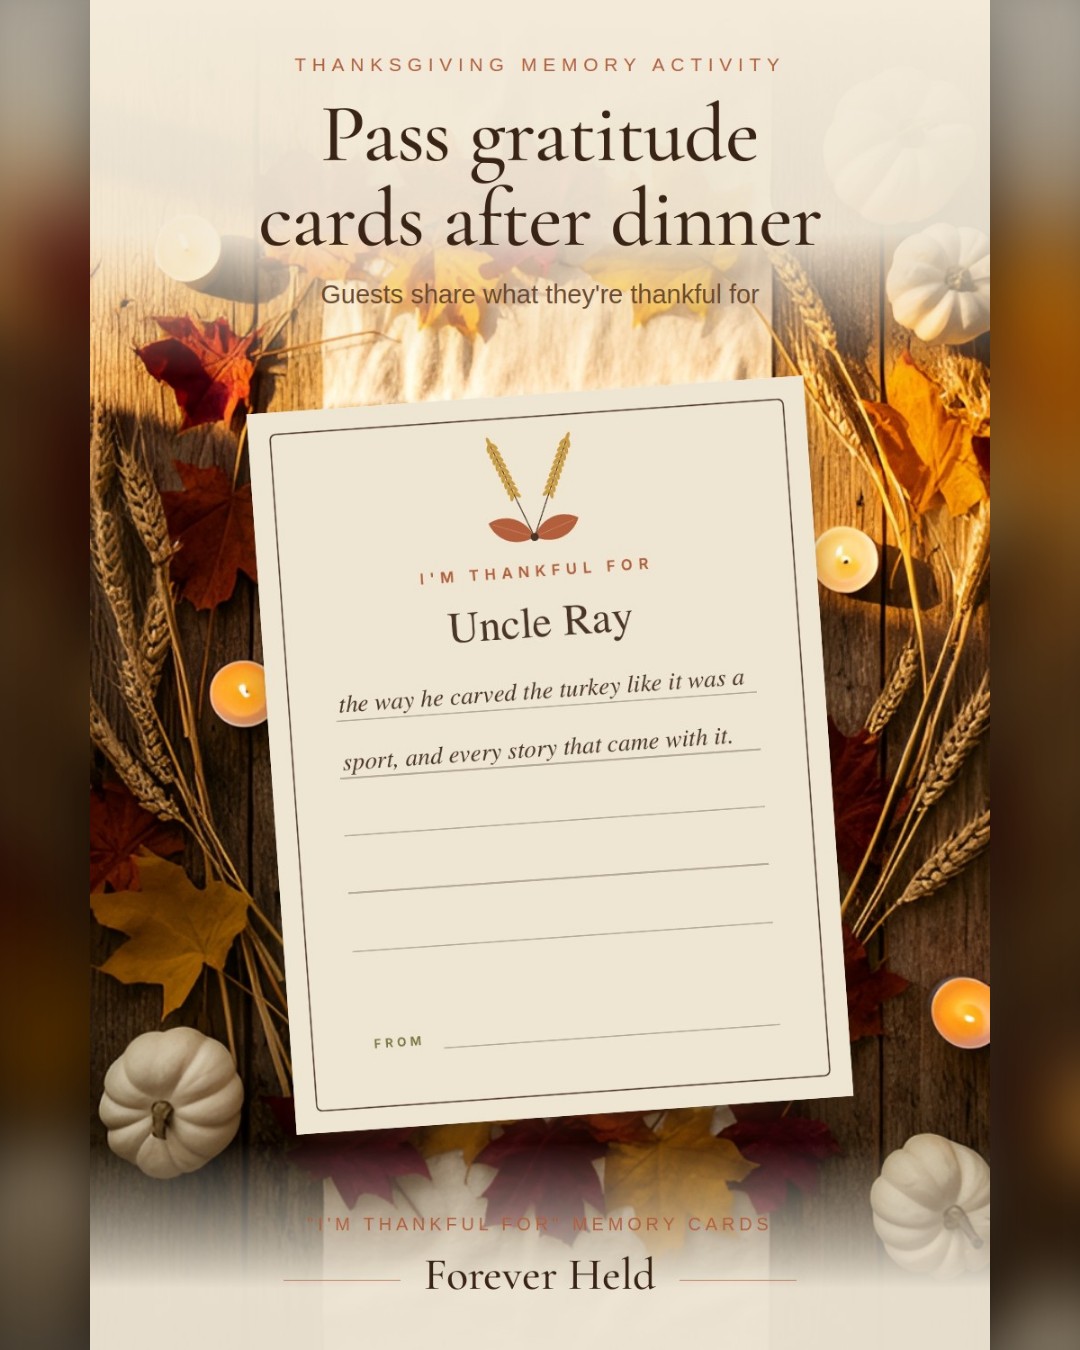 THANKSGIVING MEMORY ACTIVITY
Pass gratitude
cards after dinner
Guests share what they're thankful for
I'M THANKFUL FOR
Uncle Ray
the way he carved the turkey like it was a
sport, and every story that came with it.
FROM
"I'M THANKFUL FOR" MEMORY CARDS
Forever Held